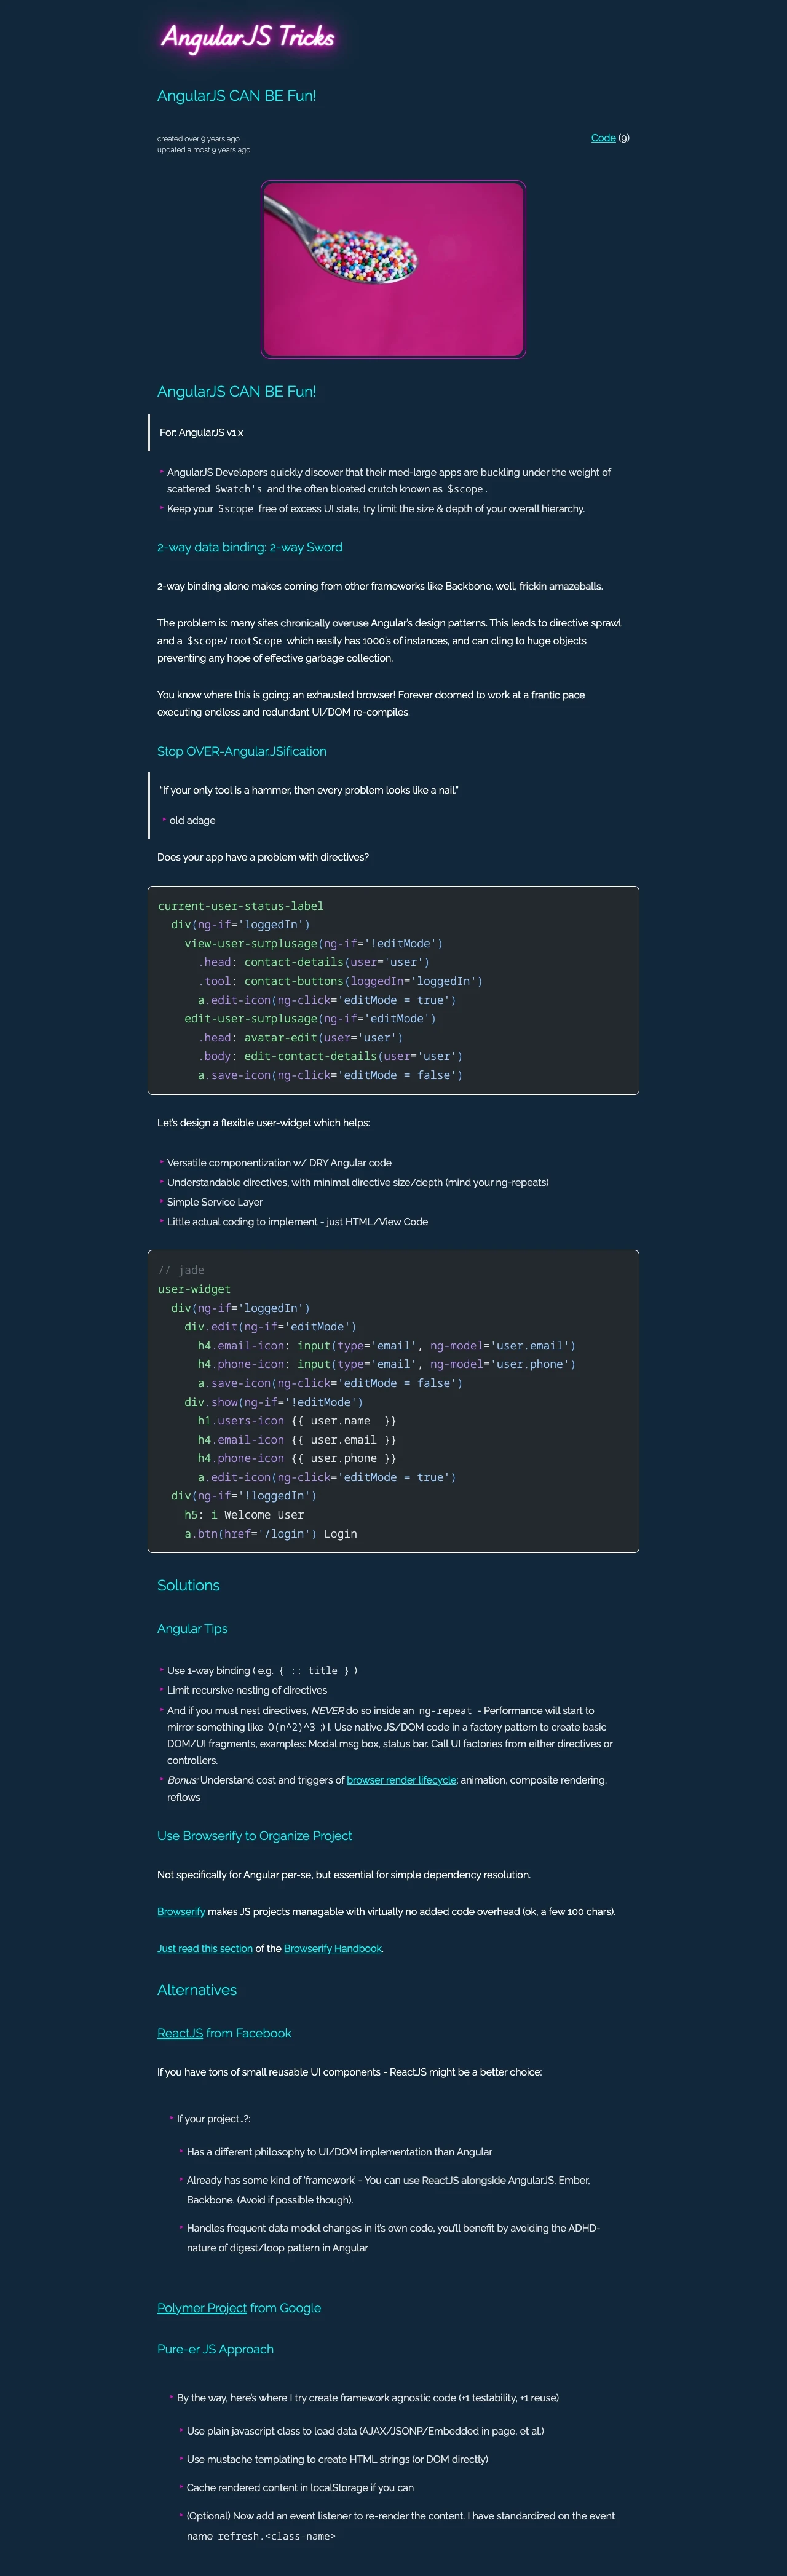 AngularJS Tricks
AngularJS CAN BE Fun!
created over 9 years ago
updated almost 9 years ago
Code (9)
AngularJS CAN BE Fun!
For: AngularJS v1.x
AngularJS Developers quickly discover that their med-large apps are buckling under the weight of
scattered $watch's and the often bloated crutch known as $scope.
Keep your $scope free of excess UI state, try limit the size & depth of your overall hierarchy.
2-way data binding: 2-way Sword
2-way binding alone makes coming from other frameworks like Backbone, well, frickin amazeballs.
The problem is: many sites chronically overuse Angular's design patterns. This leads to directive sprawl
and a $scope/rootScope which easily has 1000's of instances, and can cling to huge objects
preventing any hope of effective garbage collection.
You know where this is going: an exhausted browser! Forever doomed to work at a frantic pace
executing endless and redundant UI/DOM re-compiles.
Stop OVER-AngularJSification
“If your only tool is a hammer, then every problem looks like a nail.”
old adage
Does your app have a problem with directives?
current-user-status-label
  div(ng-if='loggedIn')
    view-user-surplusage(ng-if='!editMode')
      .head: contact-details(user='user')
      .tool: contact-buttons(loggedIn='loggedIn')
      a.edit-icon(ng-click='editMode = true')
    edit-user-surplusage(ng-if='editMode')
      .head: avatar-edit(user='user')
      .body: edit-contact-details(user='user')
      a.save-icon(ng-click='editMode = false')
Let's design a flexible user-widget which helps:
Versatile componentization w/ DRY Angular code
Understandable directives, with minimal directive size/depth (mind your ng-repeats)
Simple Service Layer
Little actual coding to implement - just HTML/View Code
// jade
user-widget
  div(ng-if='loggedIn')
    div.edit(ng-if='editMode')
      h4.email-icon: input(type='email', ng-model='user.email')
      h4.phone-icon: input(type='email', ng-model='user.phone')
      a.save-icon(ng-click='editMode = false')
    div.show(ng-if='!editMode')
      h1.users-icon {{ user.name  }}
      h4.email-icon {{ user.email }}
      h4.phone-icon {{ user.phone }}
      a.edit-icon(ng-click='editMode = true')
  div(ng-if='!loggedIn')
    h5: i Welcome User
    a.btn(href='/login') Login
Solutions
Angular Tips
Use 1-way binding ( e.g. { :: title } )
Limit recursive nesting of directives
And if you must nest directives, NEVER do so inside an ng-repeat - Performance will start to
mirror something like O(n^2)^3 ;) I. Use native JS/DOM code in a factory pattern to create basic
DOM/UI fragments, examples: Modal msg box, status bar. Call UI factories from either directives or
controllers.
Bonus: Understand cost and triggers of browser render lifecycle: animation, composite rendering,
reflows
Use Browserify to Organize Project
Not specifically for Angular per-se, but essential for simple dependency resolution.
Browserify makes JS projects managable with virtually no added code overhead (ok, a few 100 chars).
Just read this section of the Browserify Handbook.
Alternatives
ReactJS from Facebook
If you have tons of small reusable UI components - ReactJS might be a better choice:
If your project…?:
Has a different philosophy to UI/DOM implementation than Angular
Already has some kind of 'framework' - You can use ReactJS alongside AngularJS, Ember,
Backbone. (Avoid if possible though).
Handles frequent data model changes in it's own code, you'll benefit by avoiding the ADHD-
nature of digest/loop pattern in Angular
Polymer Project from Google
Pure-er JS Approach
By the way, here's where I try create framework agnostic code (+1 testability, +1 reuse)
Use plain javascript class to load data (AJAX/JSONP/Embedded in page, et al.)
Use mustache templating to create HTML strings (or DOM directly)
Cache rendered content in localStorage if you can
(Optional) Now add an event listener to re-render the content. I have standardized on the event
name refresh.<class-name>